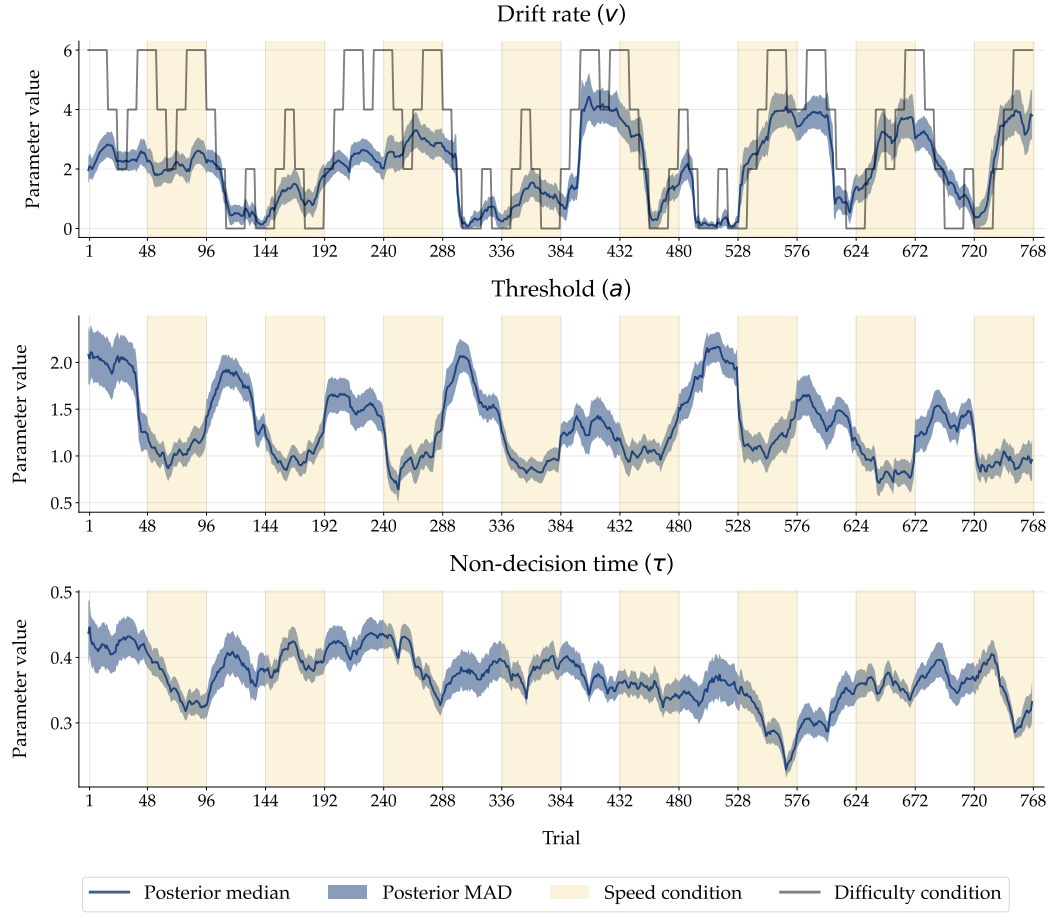 Drift rate (v)
Parameter value
6
4
2
0
1 48 96 144 192 240 288 336 384 432 480 528 576 624 672 720 768
Threshold (a)
Parameter value
2.0
1.5
1.0
0.5
1 48 96 144 192 240 288 336 384 432 480 528 576 624 672 720 768
Non-decision time (τ)
Parameter value
0.5
0.4
0.3
1 48 96 144 192 240 288 336 384 432 480 528 576 624 672 720 768
Trial
Posterior median Posterior MAD Speed condition Difficulty condition